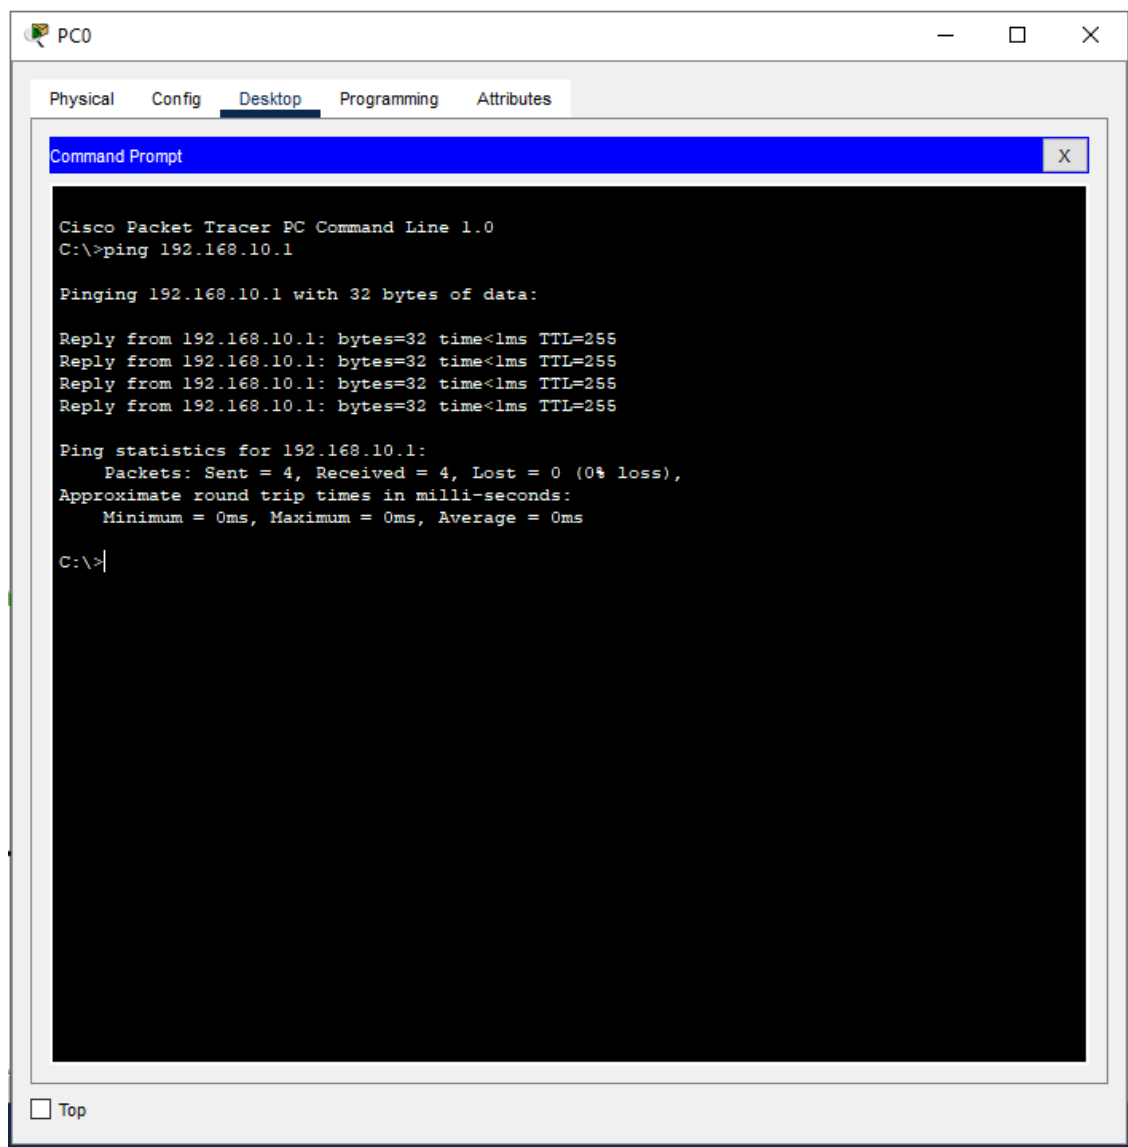 PC0
Physical Config Desktop Programming Attributes
Command Prompt X
Cisco Packet Tracer PC Command Line 1.0
C:\>ping 192.168.10.1
Pinging 192.168.10.1 with 32 bytes of data:
Reply from 192.168.10.1: bytes=32 time<1ms TTL=255
Reply from 192.168.10.1: bytes=32 time<1ms TTL=255
Reply from 192.168.10.1: bytes=32 time<1ms TTL=255
Reply from 192.168.10.1: bytes=32 time<1ms TTL=255
Ping statistics for 192.168.10.1:
Packets: Sent = 4, Received = 4, Lost = 0 (0% loss),
Approximate round trip times in milli-seconds:
Minimum = 0ms, Maximum = 0ms, Average = 0ms
C:\>
Top